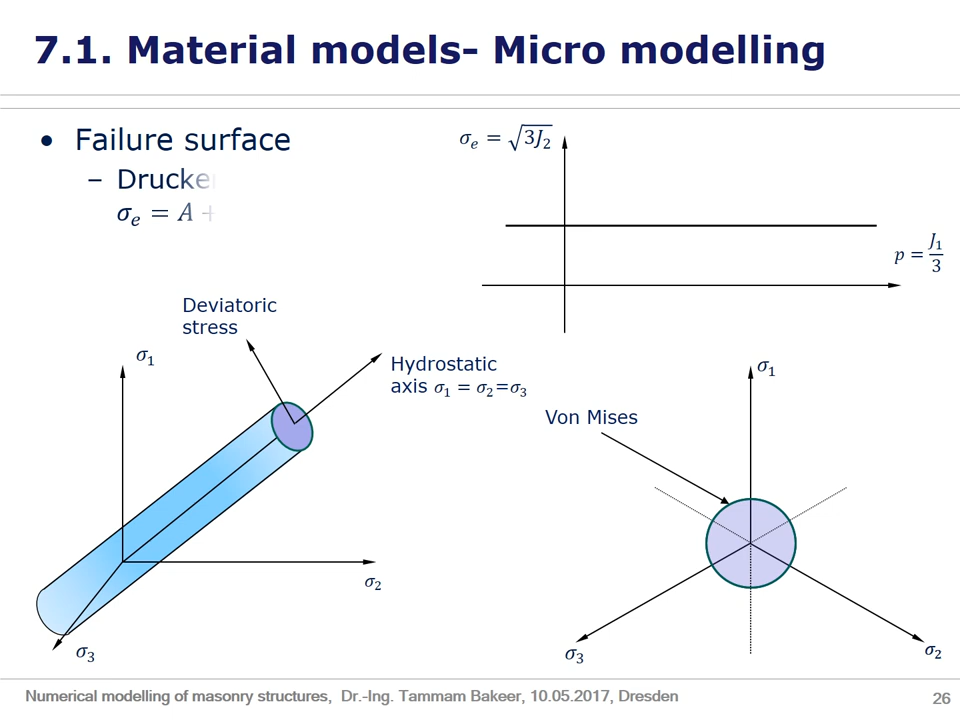 7.1. Material models- Micro modelling
• Failure surface
– Drucke
σₑ = A +
σₑ = √3J₂
p = J₁/3
Deviatoric
stress
σ₁
Hydrostatic
axis σ₁ = σ₂=σ₃
σ₂
σ₃
Von Mises
σ₁
σ₃
σ₂
Numerical modelling of masonry structures, Dr.-Ing. Tammam Bakeer, 10.05.2017, Dresden
26